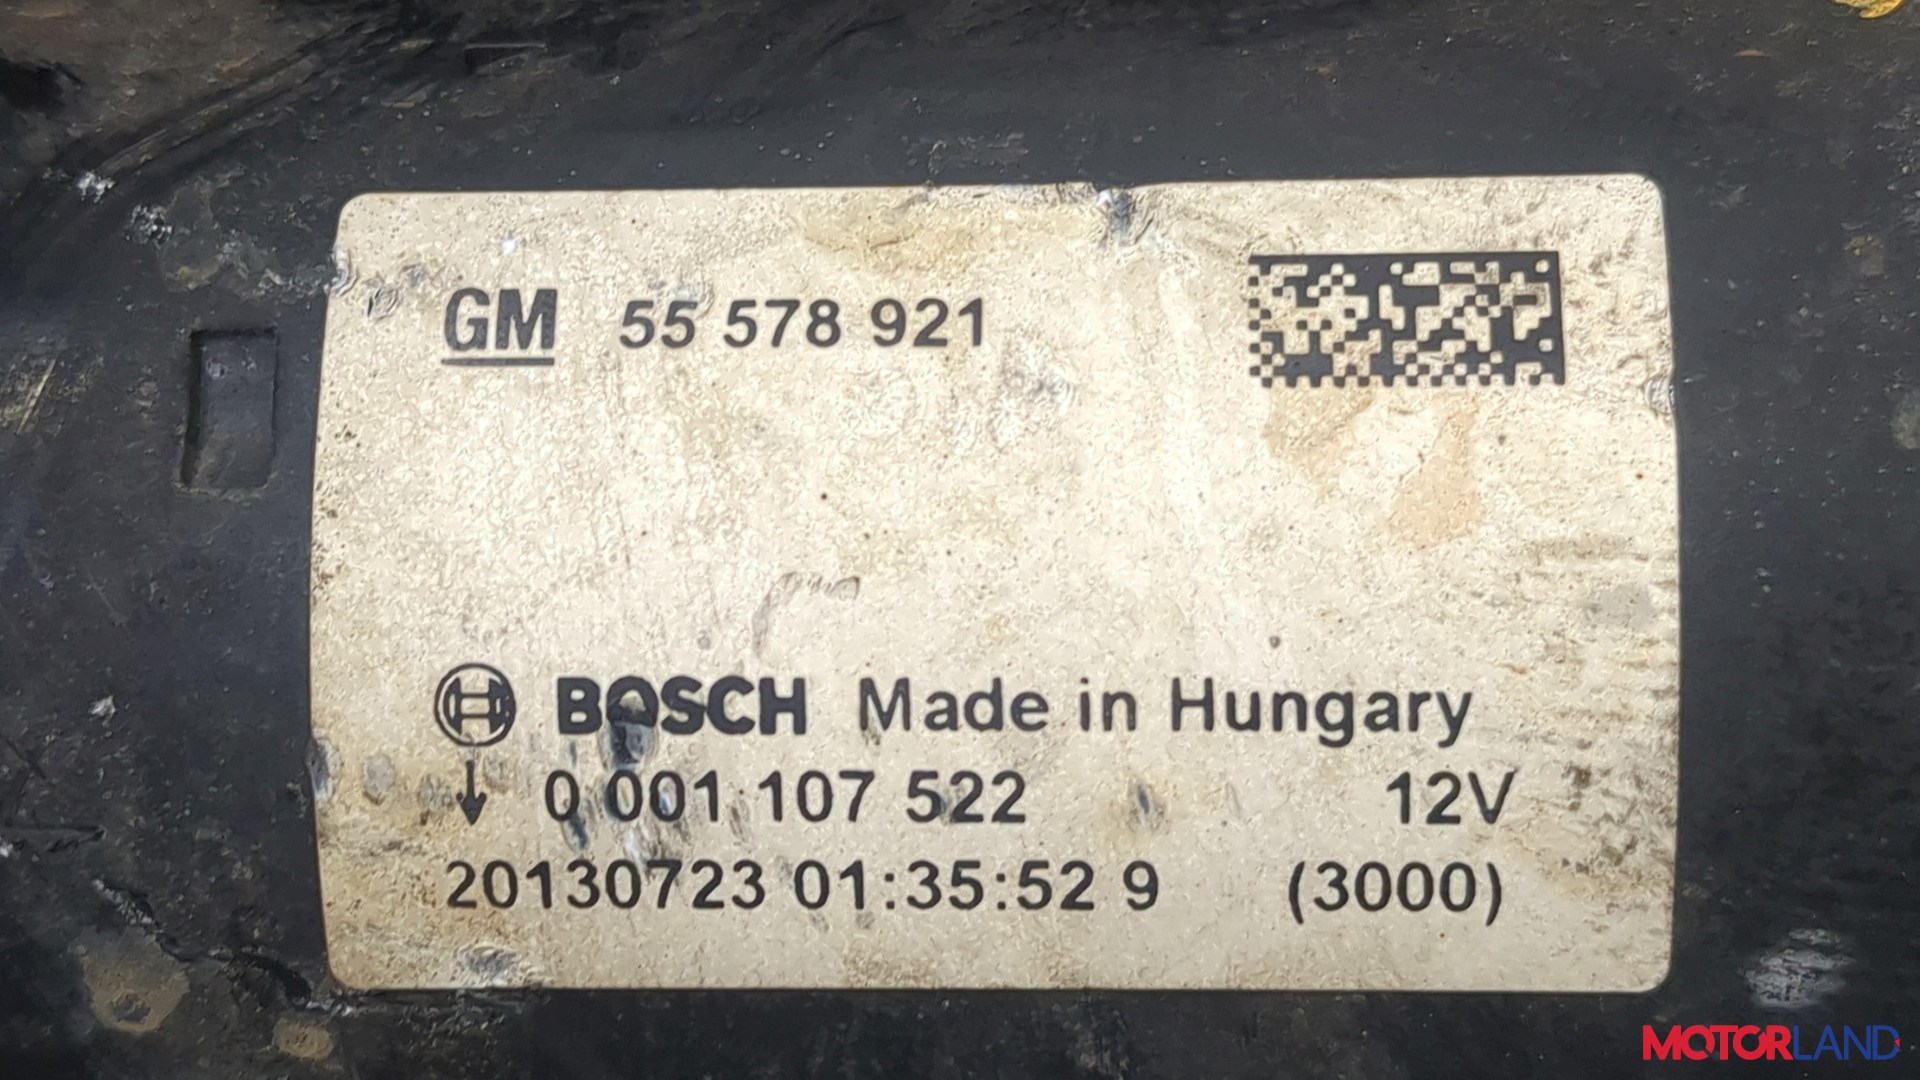 GM 55 578 921
BOSCH Made in Hungary
0 001 107 522 12V
20130723 01:35:52 9 (3000)
MOTORLAND